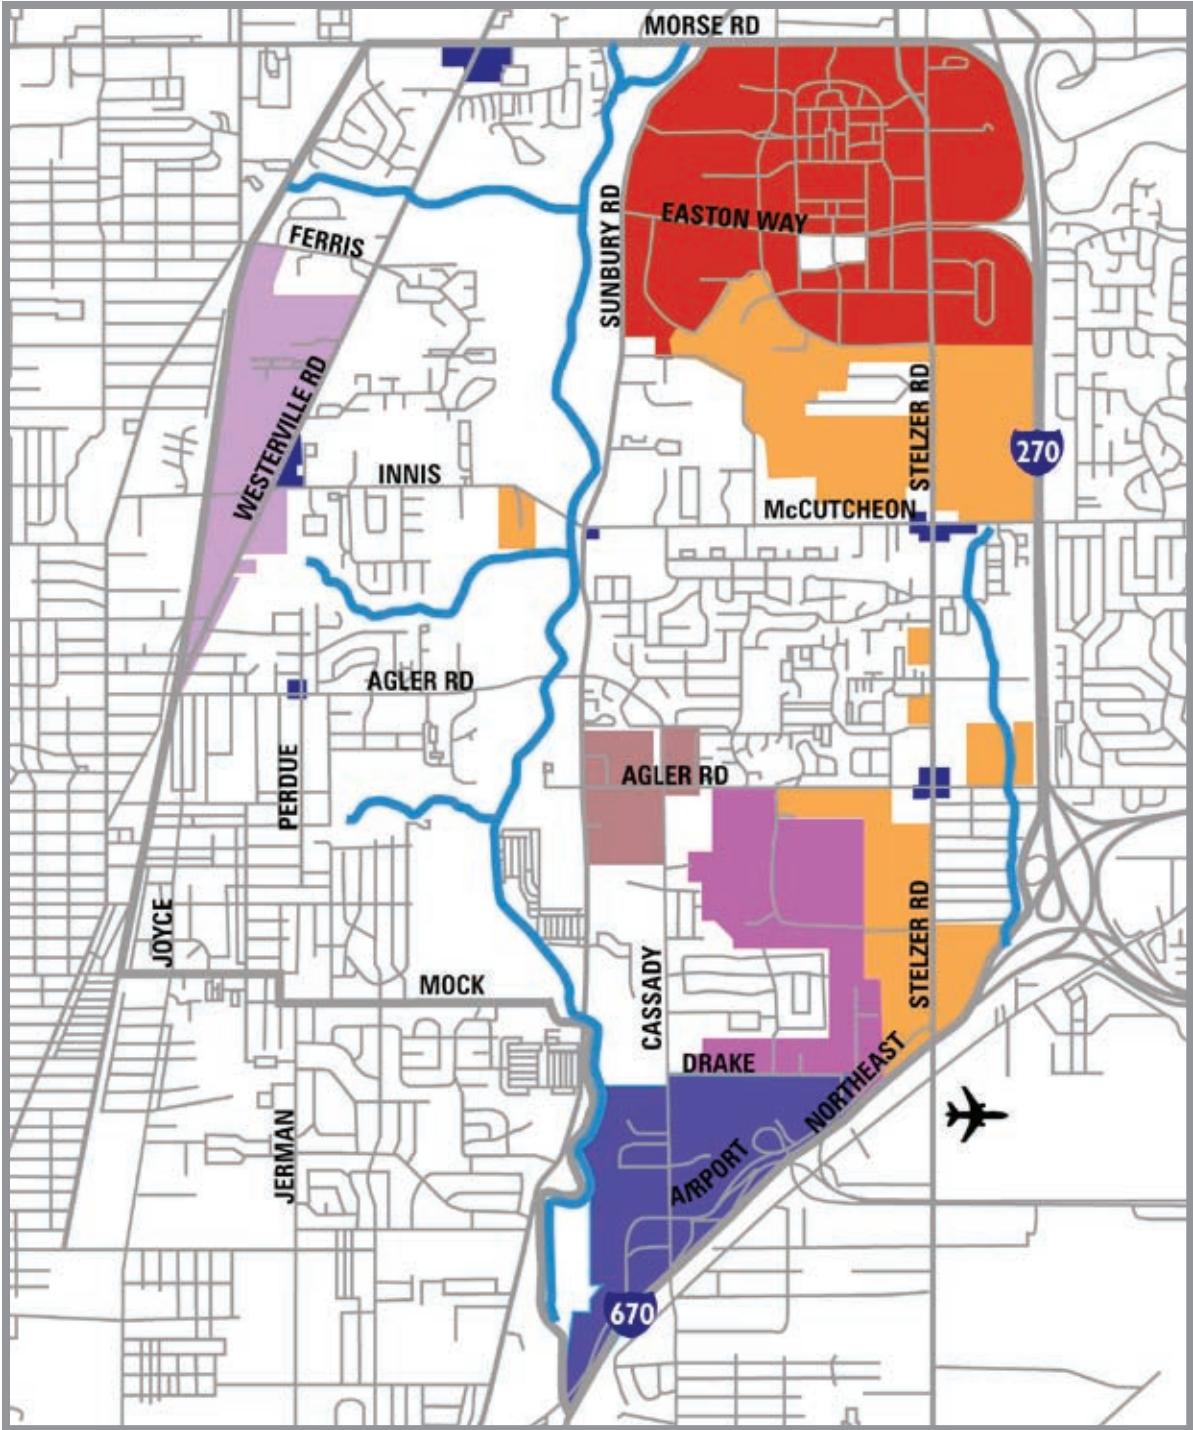 MORSE RD
SUNBURY RD
EASTON WAY
FERRIS
WESTERVILLE RD
STELZER RD
270
INNIS
McCUTCHEON
AGLER RD
PERDUE
AGLER RD
JOYCE
STELZER RD
CASSADY
MOCK
DRAKE
NORTHEAST
JERMAN
AIRPORT
670